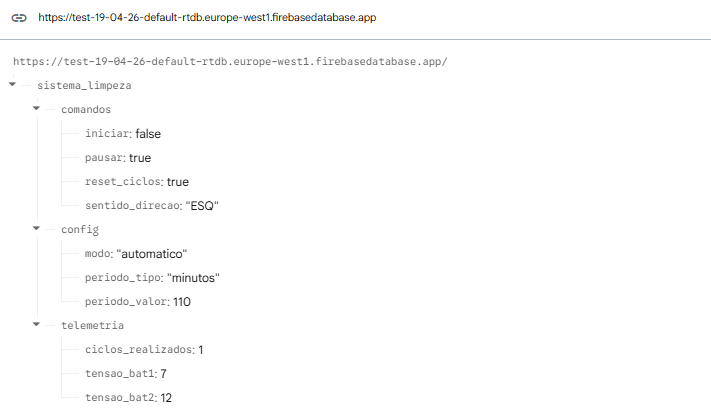 https://test-19-04-26-default-rtdb.europe-west1.firebasedatabase.app
https://test-19-04-26-default-rtdb.europe-west1.firebasedatabase.app/
sistema_limpeza
comandos
iniciar: false
pausar: true
reset_ciclos: true
sentido_direcao: "ESQ"
config
modo: "automatico"
periodo_tipo: "minutos"
periodo_valor: 110
telemetria
ciclos_realizados: 1
tensao_bat1: 7
tensao_bat2: 12